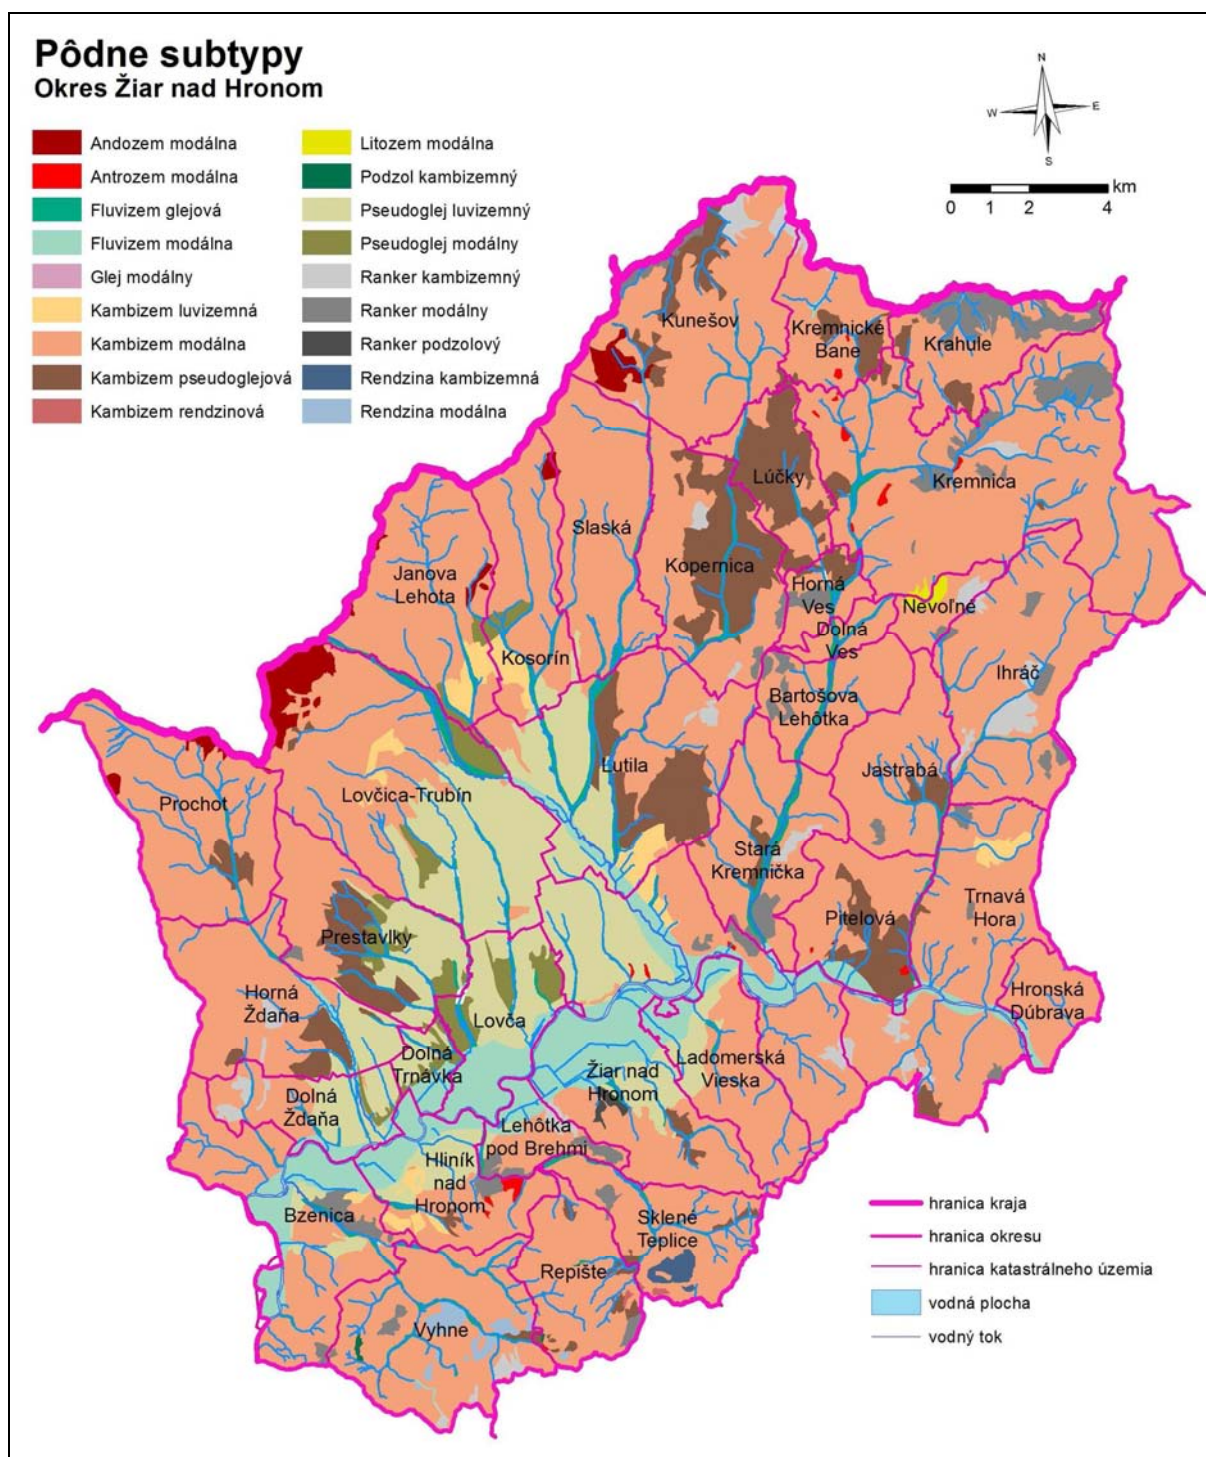 Pôdne subtypy
Okres Žiar nad Hronom
Andozem modálna
Antrozem modálna
Fluvizem glejová
Fluvizem modálna
Glej modálny
Kambizem luvizemná
Kambizem modálna
Kambizem pseudoglejová
Kambizem rendzinová
Litozem modálna
Podzol kambizemný
Pseudoglej luvizemný
Pseudoglej modálny
Ranker kambizemný
Ranker modálny
Ranker podzolový
Rendzina kambizemná
Rendzina modálna
N
W
E
S
km
0 1 2 4
Kunešov
Kremnické
Bane
Krahule
Lúčky
Kremnica
Slaská
Kopernica
Janova
Lehota
Horná
Ves
Nevoľné
Dolná
Ves
Kosorín
Ihráč
Bartošova
Lehôtka
Lutila
Jastrabá
Lovčica-Trubín
Prochot
Stará
Kremnička
Trnavá
Hora
Pitelová
Prestavlky
Horná
Ždaňa
Hronská
Dúbrava
Lovča
Dolná
Trnávka
Žiar nad
Hronom
Ladomerská
Vieska
Dolná
Ždaňa
Lehôtka
pod Brehmi
Hliník
nad
Hronom
Bzenica
Sklené
Teplice
Repište
Vyhne
hranica kraja
hranica okresu
hranica katastrálneho územia
vodná plocha
vodný tok